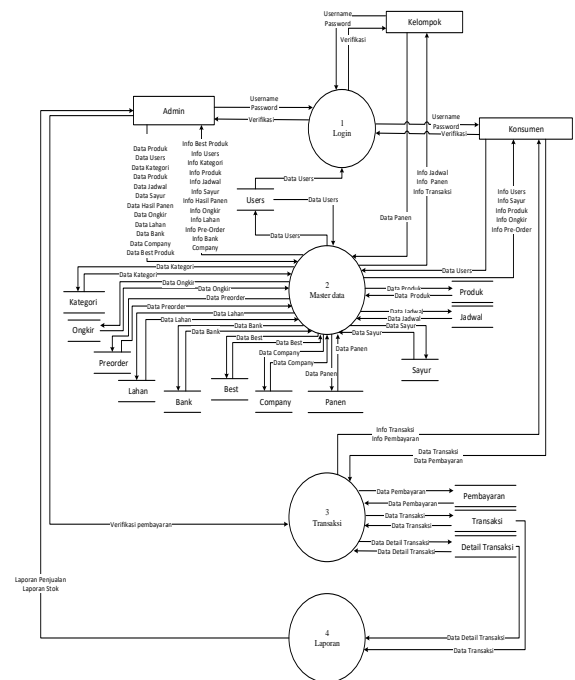 Username
Password
Verifikasi
Kelompok
Admin
Username
Password
Verifikasi
1
Login
Username
Password
Verifikasi
Konsumen
Data Produk
Data Users
Data Kategori
Data Produk
Data Jadwal
Data Sayur
Data Hasil Panen
Data Ongkir
Data Lahan
Data Bank
Data Company
Data Best Produk
Info Best Produk
Info Users
Info Kategori
Info Produk
Info Jadwal
Info Sayur
Info Hasil Panen
Info Ongkir
Info Lahan
Info Pre-Order
Info Bank
Company
Data Users
Users
Data Users
Data Users
Data Panen
Info Jadwal
Info Panen
Info Transaksi
Info Users
Info Sayur
Info Produk
Info Ongkir
Info Pre-Order
Data Users
2
Master data
Data Kategori
Data Kategori
Kategori
Data Ongkir
Data Ongkir
Ongkir
Data Preorder
Data Preorder
Preorder
Data Lahan
Data Lahan
Lahan
Data Bank
Data Bank
Bank
Data Best
Data Best
Best
Data Company
Data Company
Company
Data Panen
Data Panen
Panen
Data Produk
Data Produk
Produk
Data Jadwal
Data Jadwal
Jadwal
Data Sayur
Data Sayur
Sayur
Info Transaksi
Info Pembayaran
Data Transaksi
Data Pembayaran
3
Transaksi
Verifikasi pembayaran
Data Pembayaran
Data Pembayaran
Pembayaran
Data Transaksi
Data Transaksi
Transaksi
Data Detail Transaksi
Data Detail Transaksi
Detail Transaksi
Laporan Penjualan
Laporan Stok
4
Laporan
Data Detail Transaksi
Data Transaksi